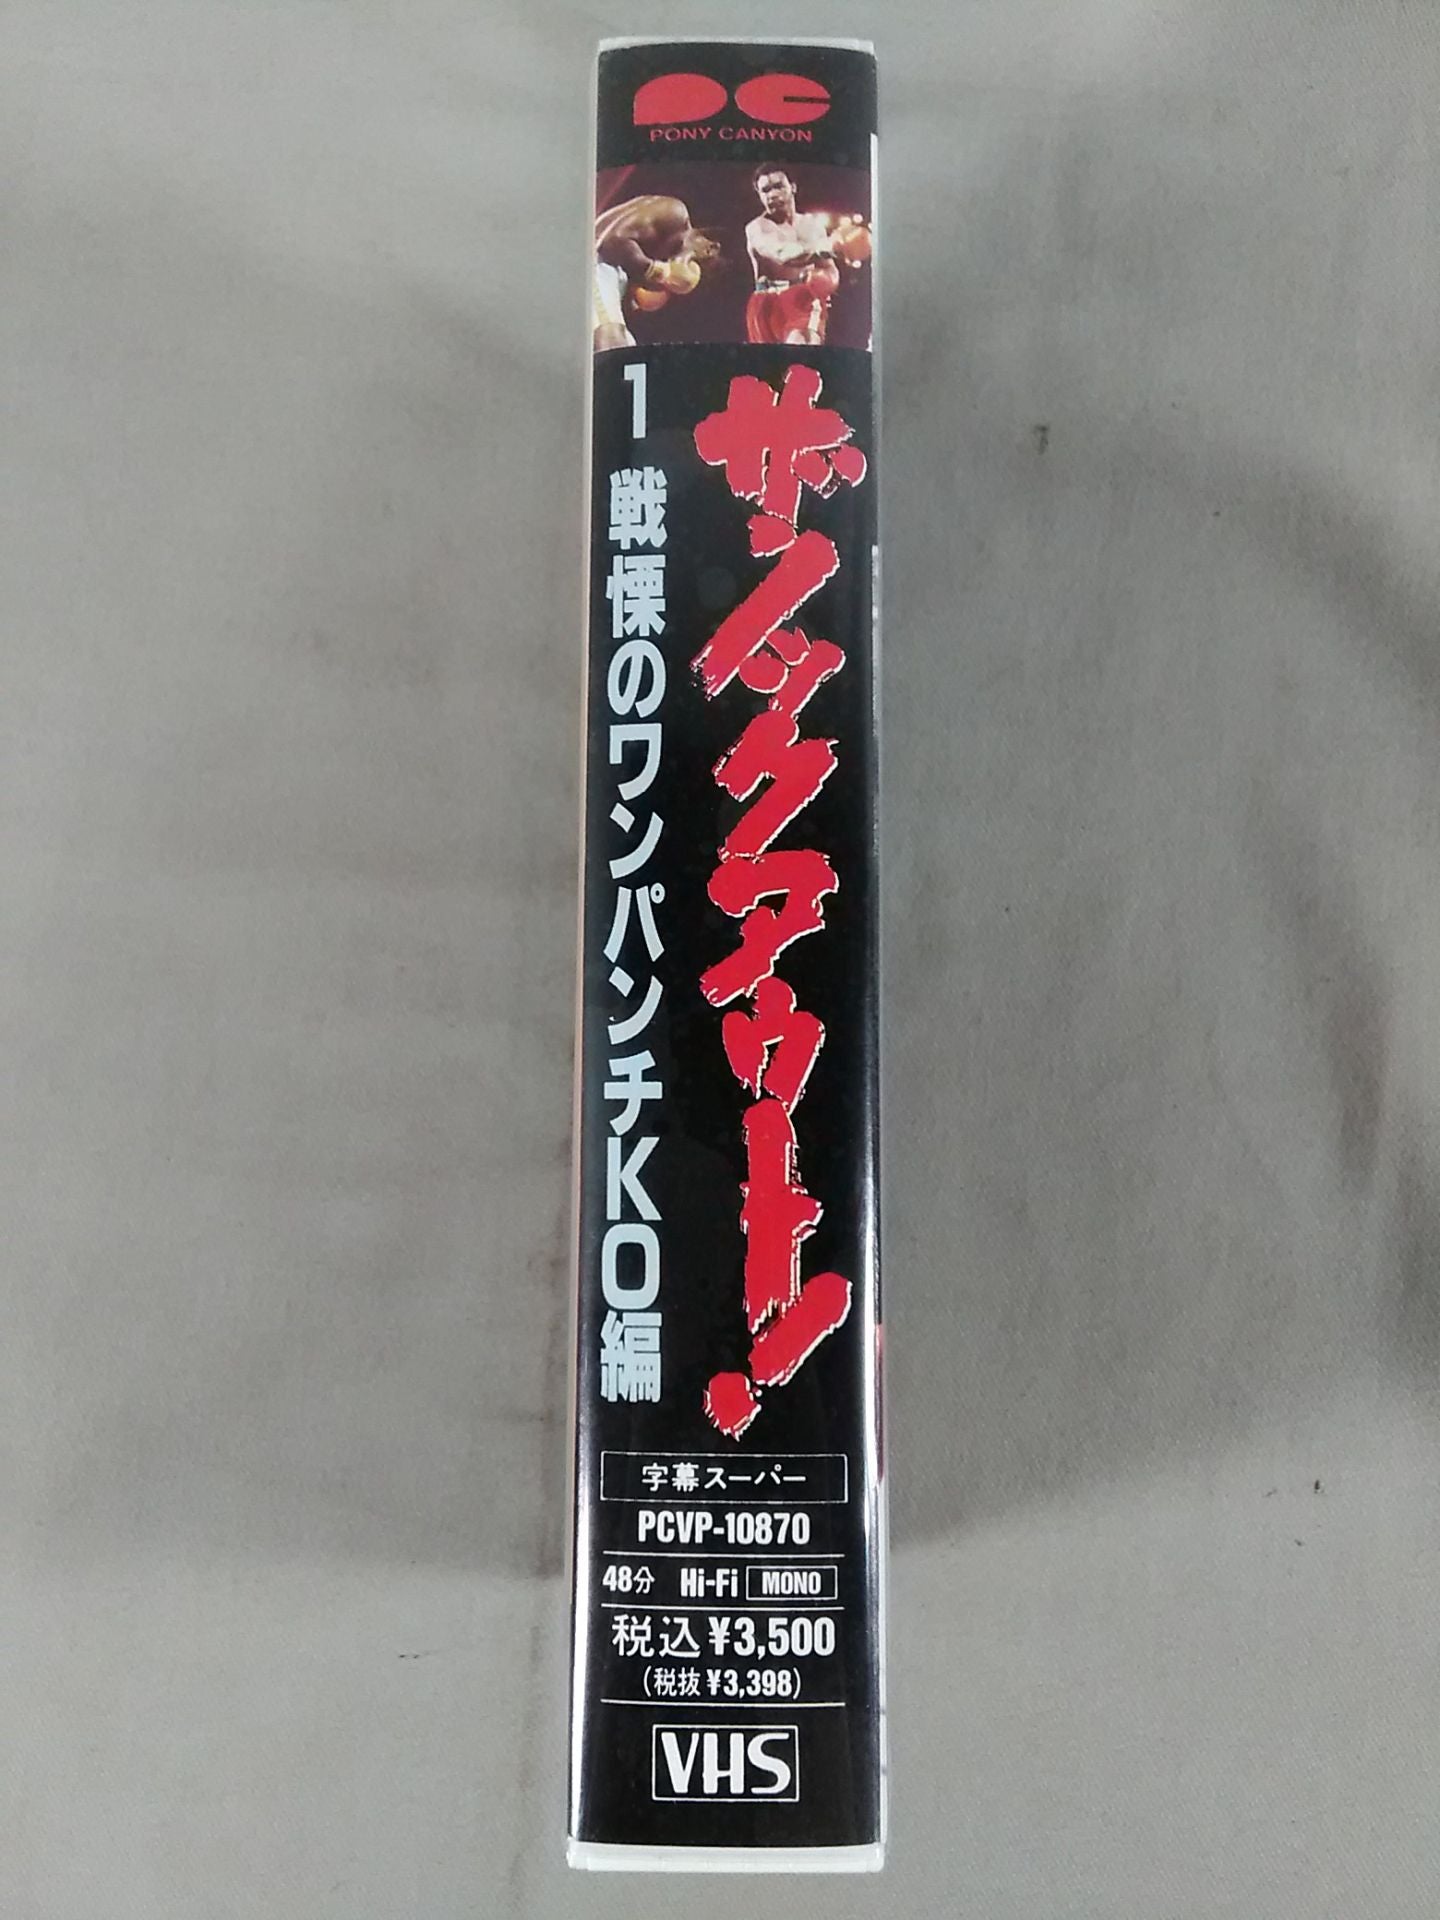 PONY CANYON
ザ・ノックアウト!
1 戦慄のワンパンチKO編
字幕スーパー
PCVP-10870
48分 Hi-Fi MONO
税込¥3,500
(税抜¥3,398)
VHS